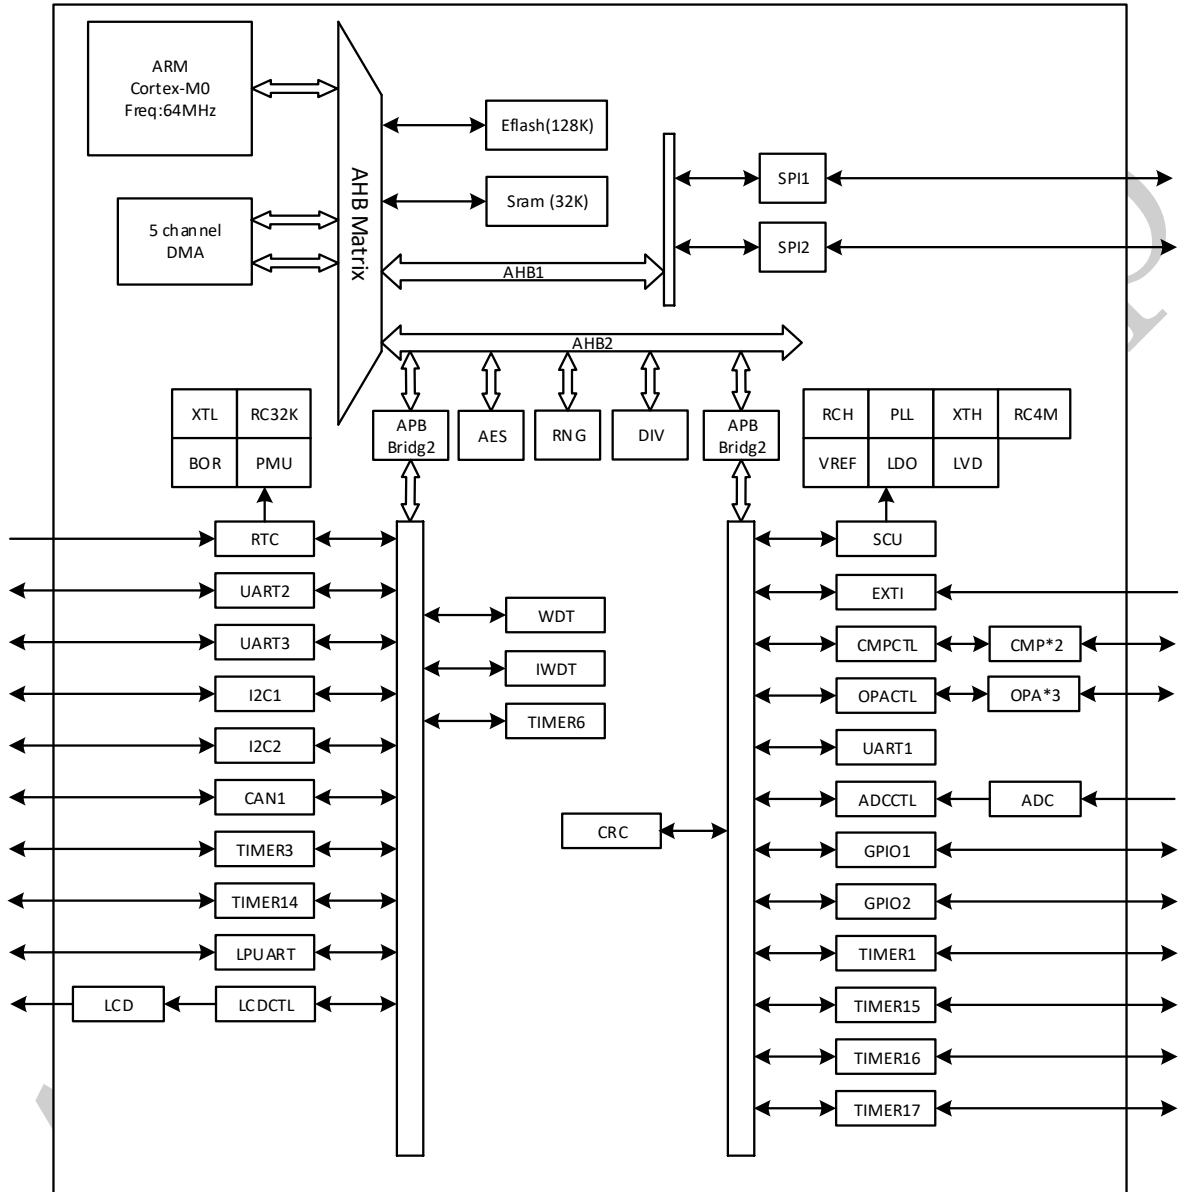 ARM
Cortex-M0
Freq:64MHz
AHB Matrix
Eflash(128K)
Sram (32K)
5 channel
DMA
SPI1
SPI2
AHB1
AHB2
APB
Bridg2
AES
RNG
DIV
APB
Bridg2
XTL
RC32K
BOR
PMU
RCH
PLL
XTH
RC4M
VREF
LDO
LVD
RTC
UART2
UART3
I2C1
I2C2
CAN1
TIMER3
TIMER14
LPUART
LCD
LCDCTL
WDT
IWDT
TIMER6
CRC
SCU
EXTI
CMPCTL
CMP*2
OPACTL
OPA*3
UART1
ADCCTL
ADC
GPIO1
GPIO2
TIMER1
TIMER15
TIMER16
TIMER17